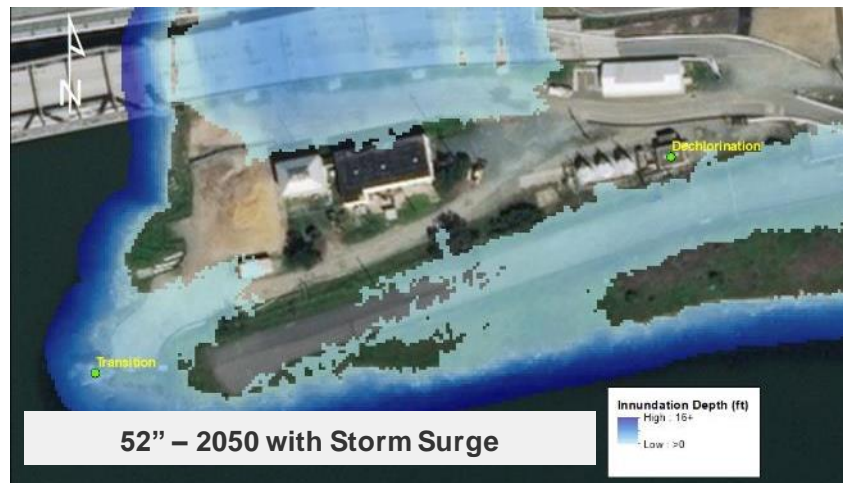 N
Dechlorination
Transition
52” – 2050 with Storm Surge
Innundation Depth (ft)
High : 16+
Low : >0